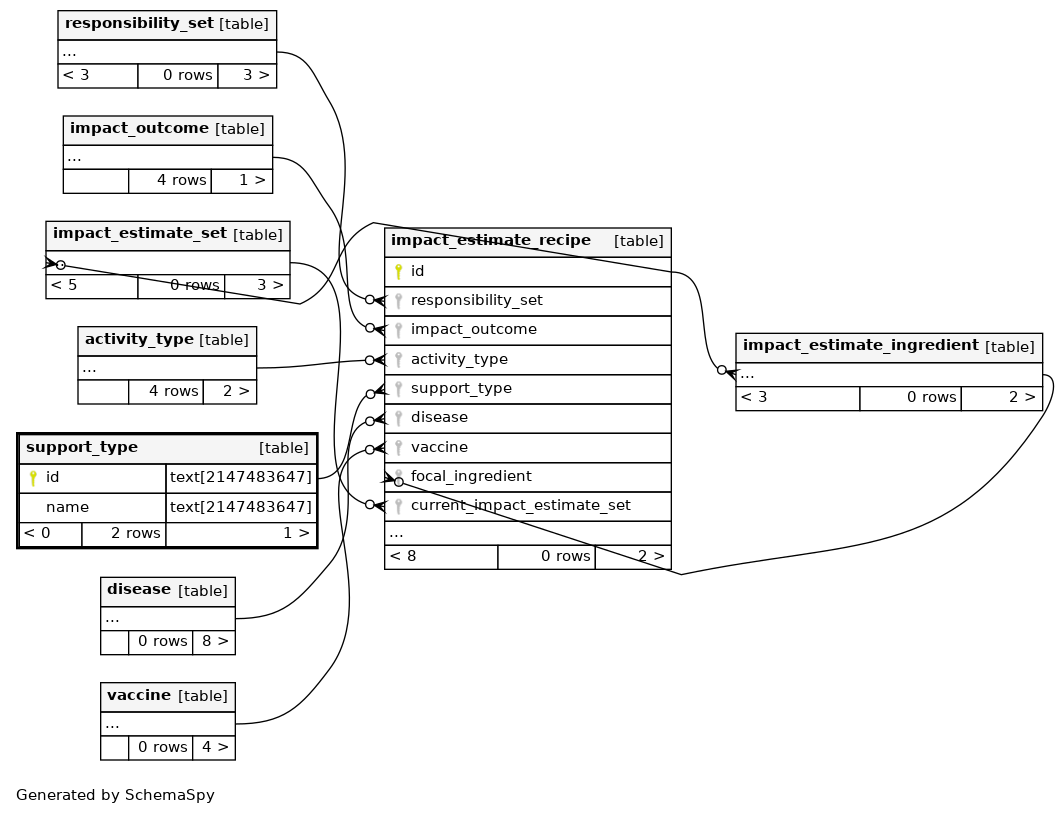 responsibility_set [table]
...
< 3 0 rows 3 >
impact_outcome [table]
...
4 rows 1 >
impact_estimate_set [table]
...
< 5 0 rows 3 >
activity_type [table]
...
4 rows 2 >
support_type [table]
id text[2147483647]
name text[2147483647]
< 0 2 rows 1 >
disease [table]
...
0 rows 8 >
vaccine [table]
...
0 rows 4 >
impact_estimate_recipe [table]
id
responsibility_set
impact_outcome
activity_type
support_type
disease
vaccine
focal_ingredient
current_impact_estimate_set
...
< 8 0 rows 2 >
impact_estimate_ingredient [table]
...
< 3 0 rows 2 >
Generated by SchemaSpy